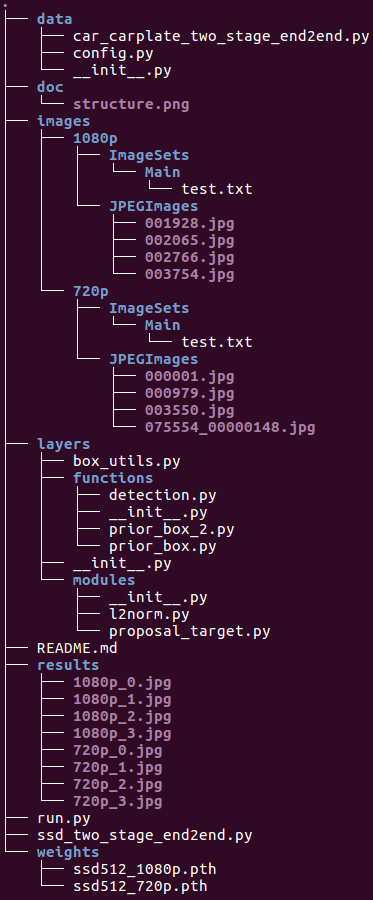 .
data
car_carplate_two_stage_end2end.py
config.py
__init__.py
doc
structure.png
images
1080p
ImageSets
Main
test.txt
JPEGImages
001928.jpg
002065.jpg
002766.jpg
003754.jpg
720p
ImageSets
Main
test.txt
JPEGImages
000001.jpg
000979.jpg
003550.jpg
075554_00000148.jpg
layers
box_utils.py
functions
detection.py
__init__.py
prior_box_2.py
prior_box.py
__init__.py
modules
__init__.py
l2norm.py
proposal_target.py
README.md
results
1080p_0.jpg
1080p_1.jpg
1080p_2.jpg
1080p_3.jpg
720p_0.jpg
720p_1.jpg
720p_2.jpg
720p_3.jpg
run.py
ssd_two_stage_end2end.py
weights
ssd512_1080p.pth
ssd512_720p.pth